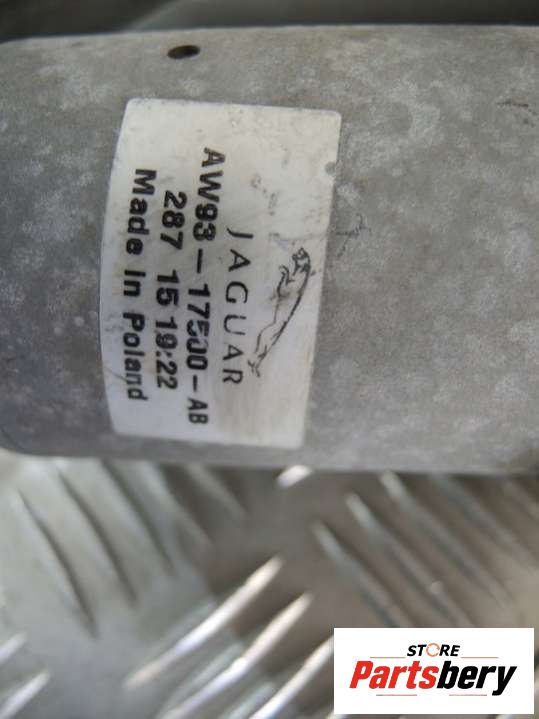 JAGUAR
AW93-17500-AB
287 15 19:22
Made in Poland
STORE
Partsbery